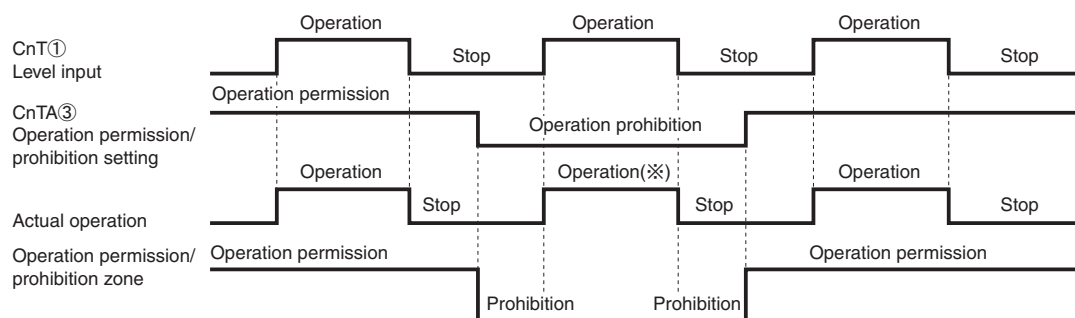 Operation Operation Operation
CnT①
Level input
Stop Stop Stop
Operation permission
CnTA③
Operation permission/
prohibition setting
Operation prohibition
Operation Operation(※) Operation
Actual operation
Stop Stop Stop
Operation permission/
prohibition zone
Operation permission Operation permission
Prohibition Prohibition